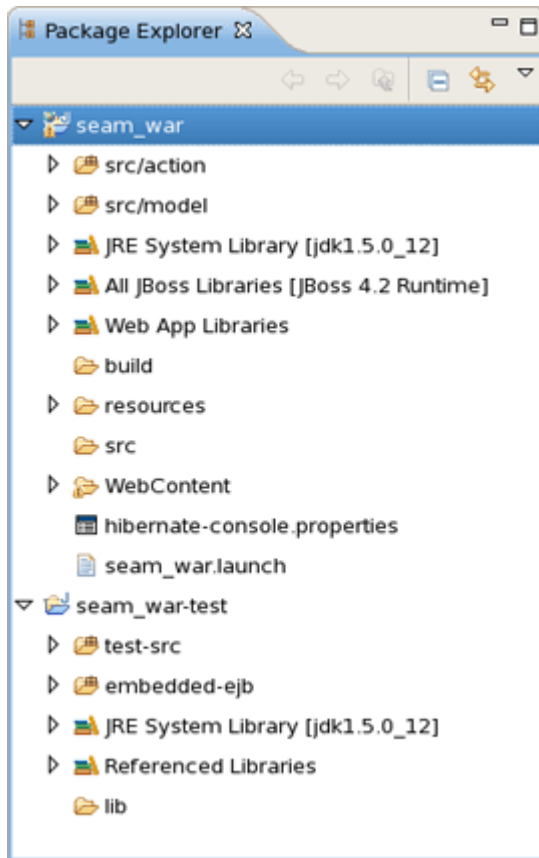 Package Explorer
seam_war
src/action
src/model
JRE System Library [jdk1.5.0_12]
All JBoss Libraries [JBoss 4.2 Runtime]
Web App Libraries
build
resources
src
WebContent
hibernate-console.properties
seam_war.launch
seam_war-test
test-src
embedded-ejb
JRE System Library [jdk1.5.0_12]
Referenced Libraries
lib